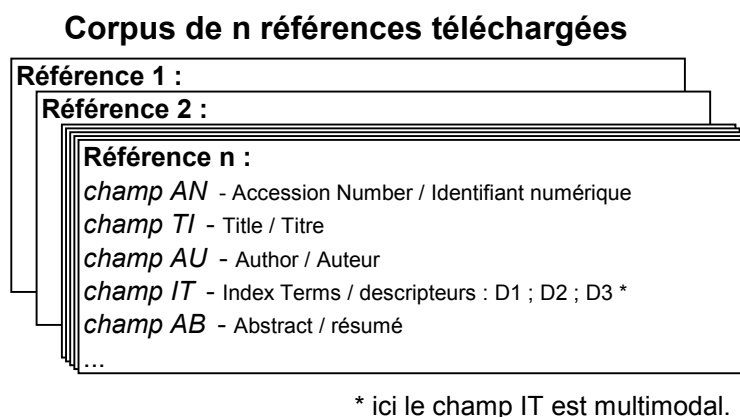 Corpus de n références téléchargées
Référence 1 :
Référence 2 :
Référence n :
champ AN - Accession Number / Identifiant numérique
champ TI - Title / Titre
champ AU - Author / Auteur
champ IT - Index Terms / descripteurs : D1 ; D2 ; D3 *
champ AB - Abstract / résumé
...
* ici le champ IT est multimodal.